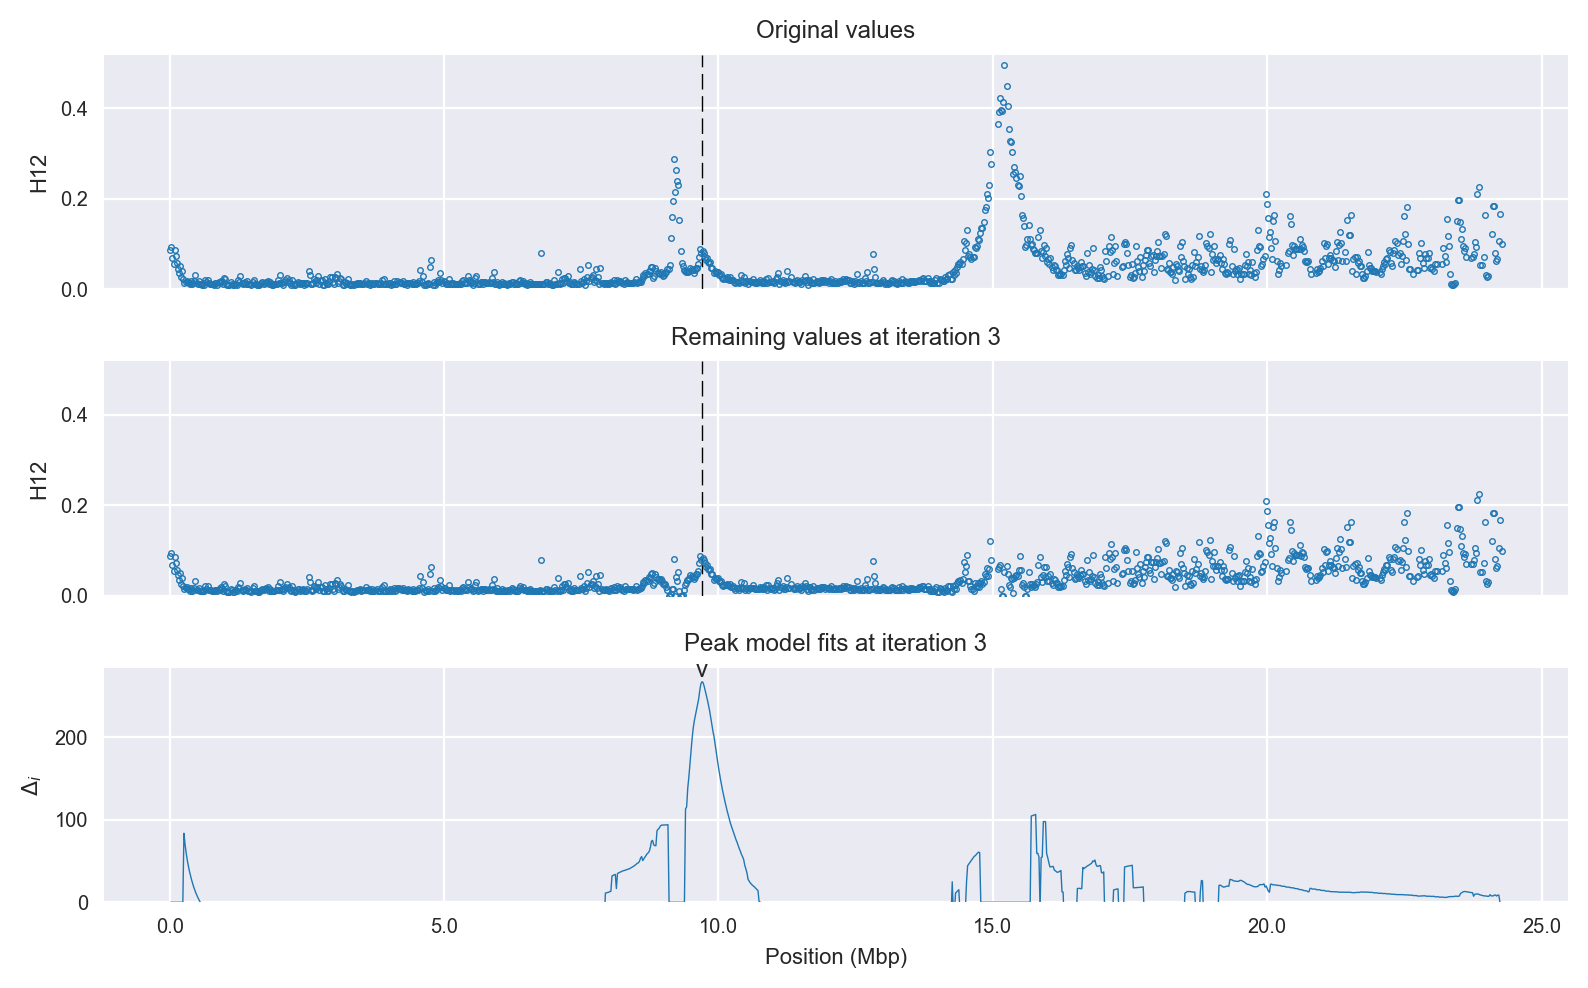 Original values
0.4
0.2
0.0
H12
Remaining values at iteration 3
0.4
0.2
0.0
H12
Peak model fits at iteration 3
v
200
100
0
Δi
0.0 5.0 10.0 15.0 20.0 25.0
Position (Mbp)